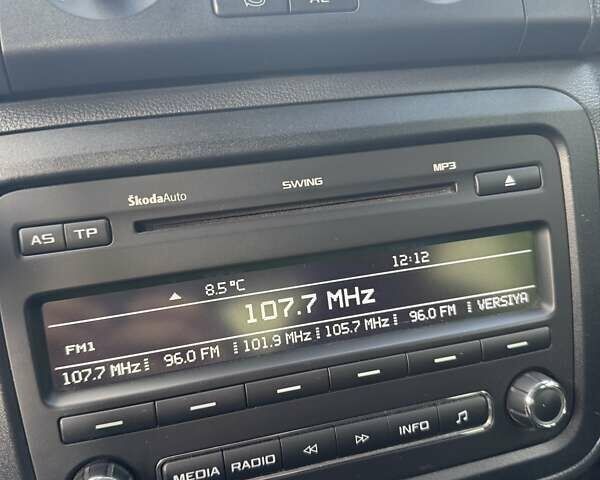 AC
ŠkodaAuto SWING MP3
AS TP
8.5°C 12:12
107.7 MHz
FM1
107.7 MHz 96.0 FM 101.9 MHz 105.7 MHz 96.0 FM VERSIYA
MEDIA RADIO INFO